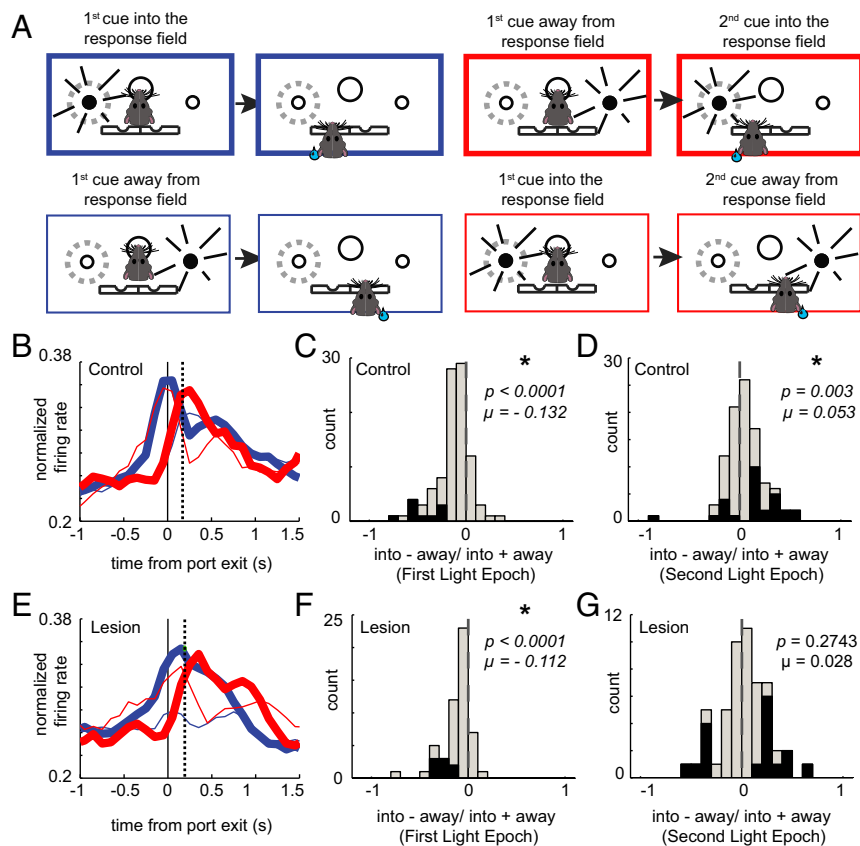 A
1st cue into the
response field
1st cue away from
response field
2nd cue into the
response field
1st cue away from
response field
1st cue into the
response field
2nd cue away from
response field
B
0.38
Control
normalized
firing rate
0.2
-1
-0.5
0
0.5
1
1.5
time from port exit (s)
C
30
Control
*
p < 0.0001
μ = - 0.132
count
0
-1
0
1
into - away/ into + away
(First Light Epoch)
D
30
Control
*
p = 0.003
μ = 0.053
count
0
-1
0
1
into - away/ into + away
(Second Light Epoch)
E
0.38
Lesion
normalized
firing rate
0.2
-1
-0.5
0
0.5
1
1.5
time from port exit (s)
F
25
Lesion
*
p < 0.0001
μ = - 0.112
count
0
-1
0
1
into - away/ into + away
(First Light Epoch)
G
12
Lesion
p = 0.2743
μ = 0.028
count
0
-1
0
1
into - away/ into + away
(Second Light Epoch)